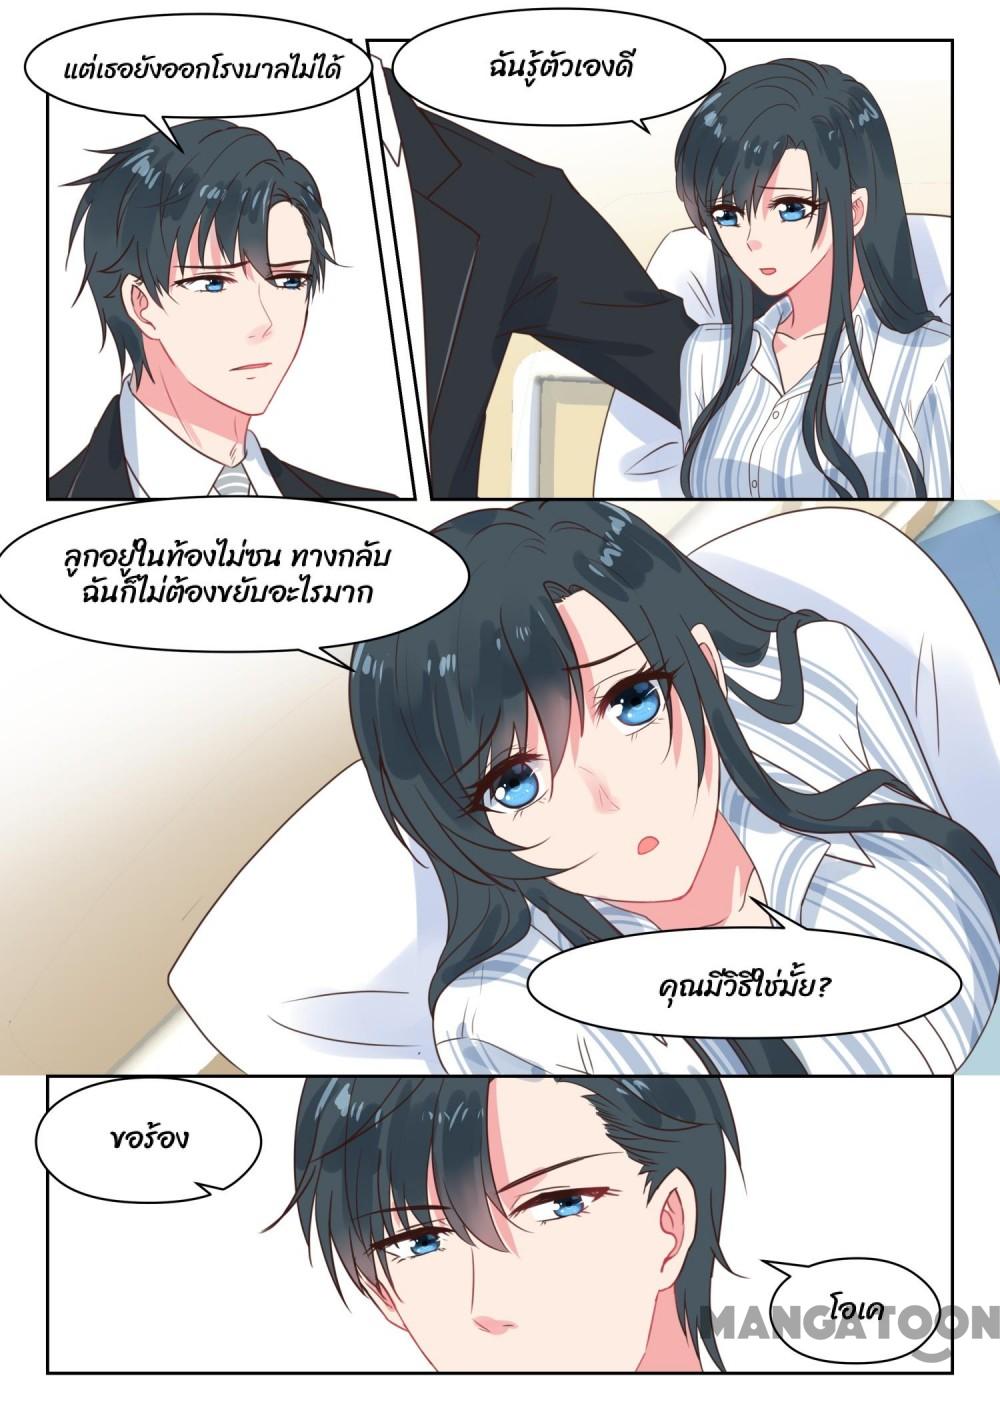 แต่เธอยังออกโรงบาลไม่ได้
ฉันรู้ตัวเองดี
ลูกอยู่ในท้องไม่ซน ทางกลับ
ฉันก็ไม่ต้องขยับอะไรมาก
คุณมีวิธีใช่มั้ย?
ขอร้อง
โอเค
MANGATOON